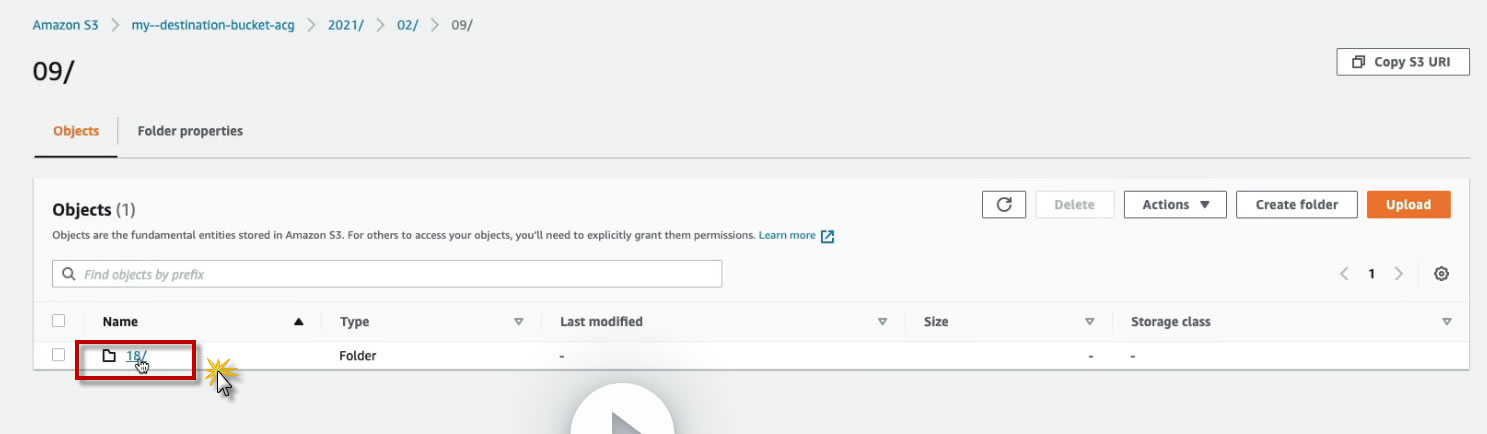 Amazon S3 > my--destination-bucket-acg > 2021/ > 02/ > 09/
09/
Copy S3 URI
Objects Folder properties
Objects (1)
Delete Actions Create folder Upload
Objects are the fundamental entities stored in Amazon S3. For others to access your objects, you'll need to explicitly grant them permissions. Learn more
Find objects by prefix
1
Name Type Last modified Size Storage class
18/ Folder - - -